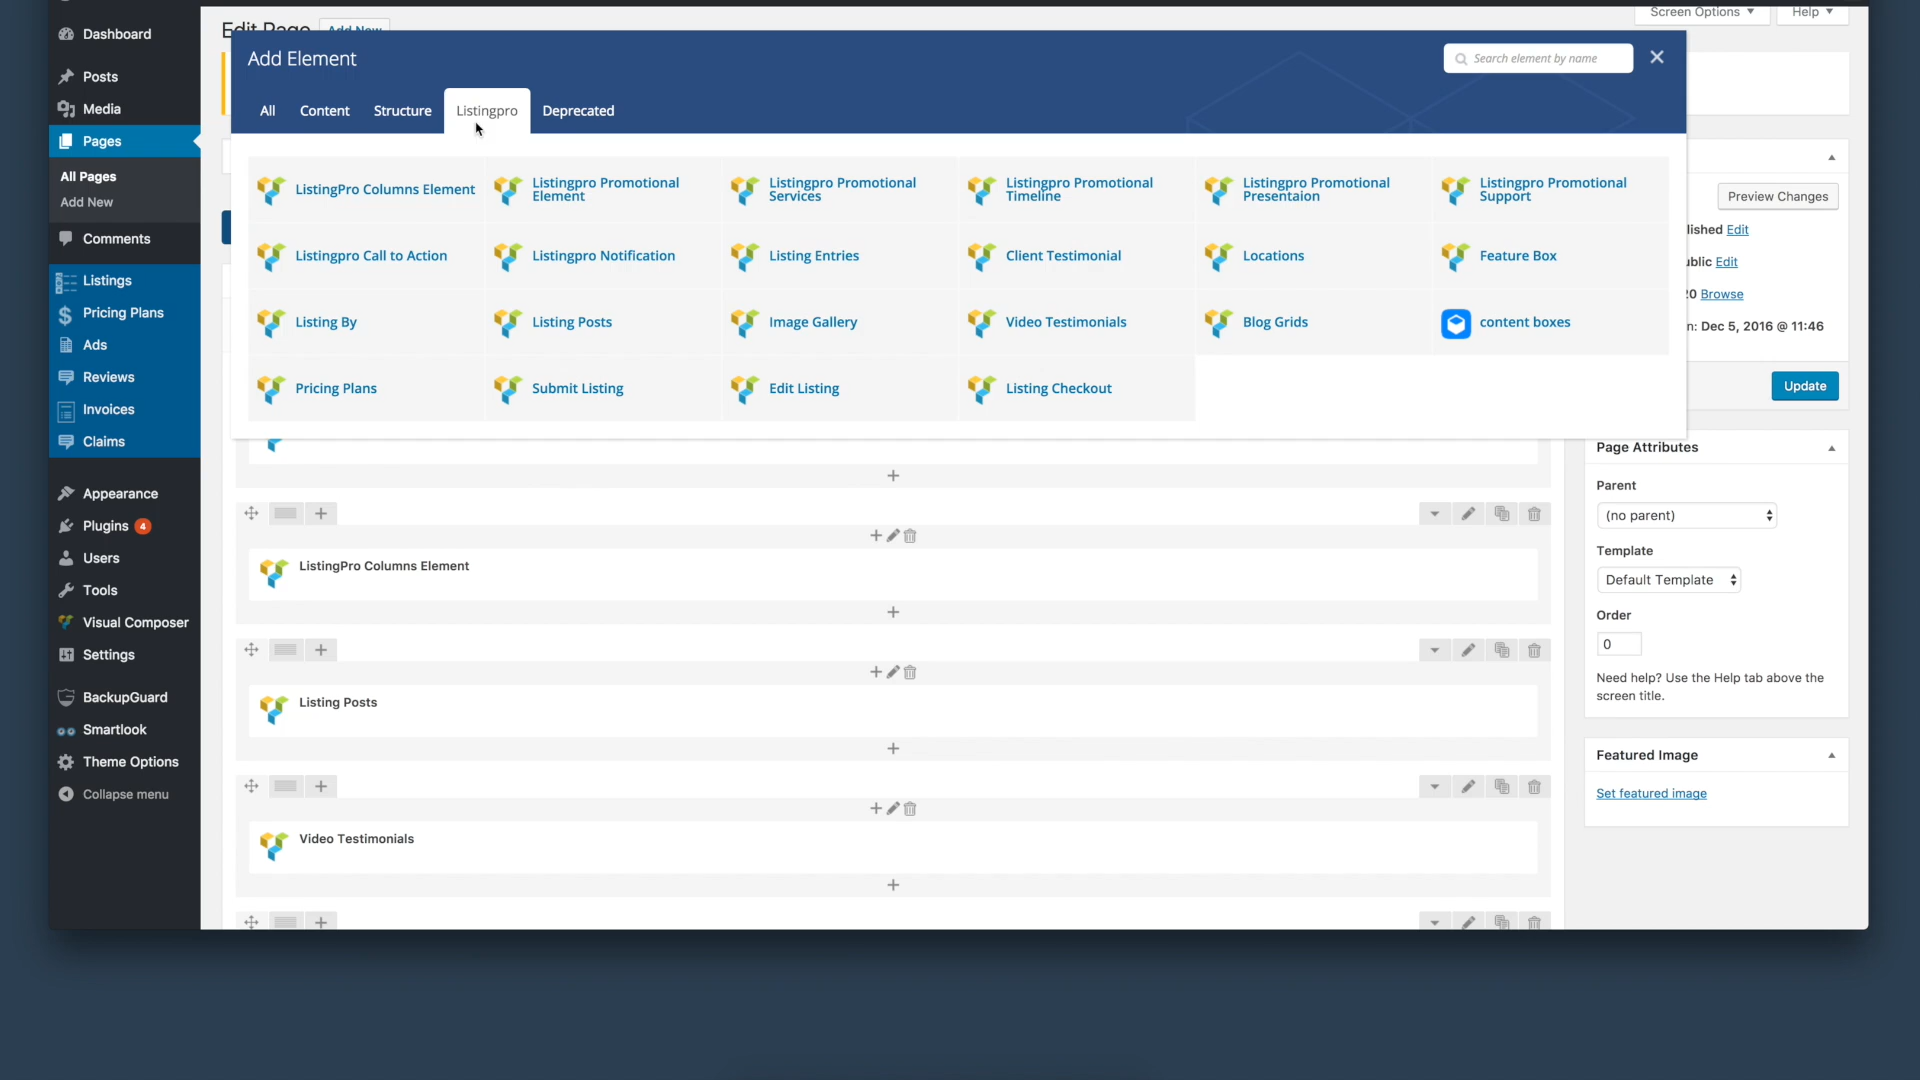 Dashboard
Posts
Media
Pages
All Pages
Add New
Comments
Listings
Pricing Plans
Ads
Reviews
Invoices
Claims
Appearance
Plugins 4
Users
Tools
Visual Composer
Settings
BackupGuard
Smartlook
Theme Options
Collapse menu
Edit Page Add New
Screen Options
Help
Add Element
Search element by name
All
Content
Structure
Listingpro
Deprecated
ListingPro Columns Element
Listingpro Promotional
Element
Listingpro Promotional
Services
Listingpro Promotional
Timeline
Listingpro Promotional
Presentaion
Listingpro Promotional
Support
Listingpro Call to Action
Listingpro Notification
Listing Entries
Client Testimonial
Locations
Feature Box
Listing By
Listing Posts
Image Gallery
Video Testimonials
Blog Grids
content boxes
Pricing Plans
Submit Listing
Edit Listing
Listing Checkout
ListingPro Columns Element
Listing Posts
Video Testimonials
Preview Changes
lished Edit
ublic Edit
0 Browse
n: Dec 5, 2016 @ 11:46
Update
Page Attributes
Parent
(no parent)
Template
Default Template
Order
0
Need help? Use the Help tab above the
screen title.
Featured Image
Set featured image